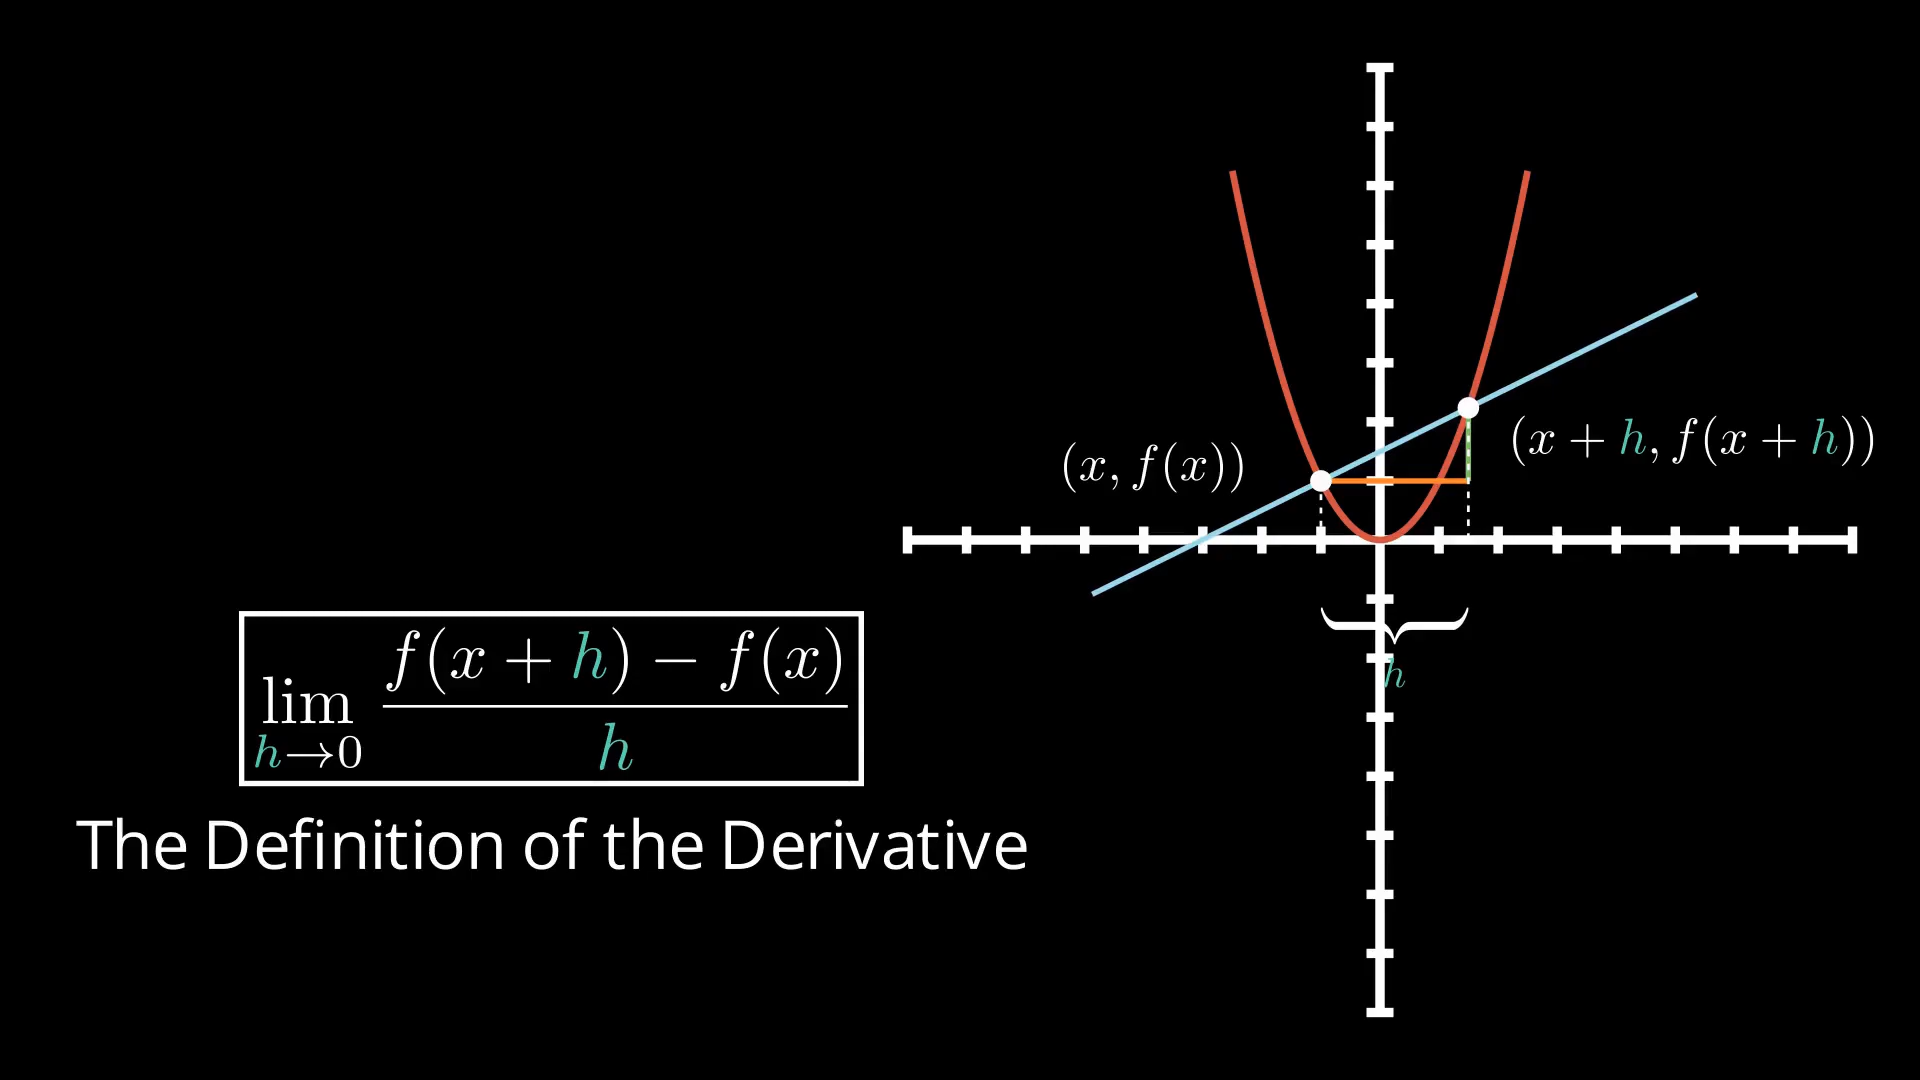 (x, f(x))
(x + h, f(x + h))
h
lim h→0 f(x + h) − f(x) / h
The Definition of the Derivative